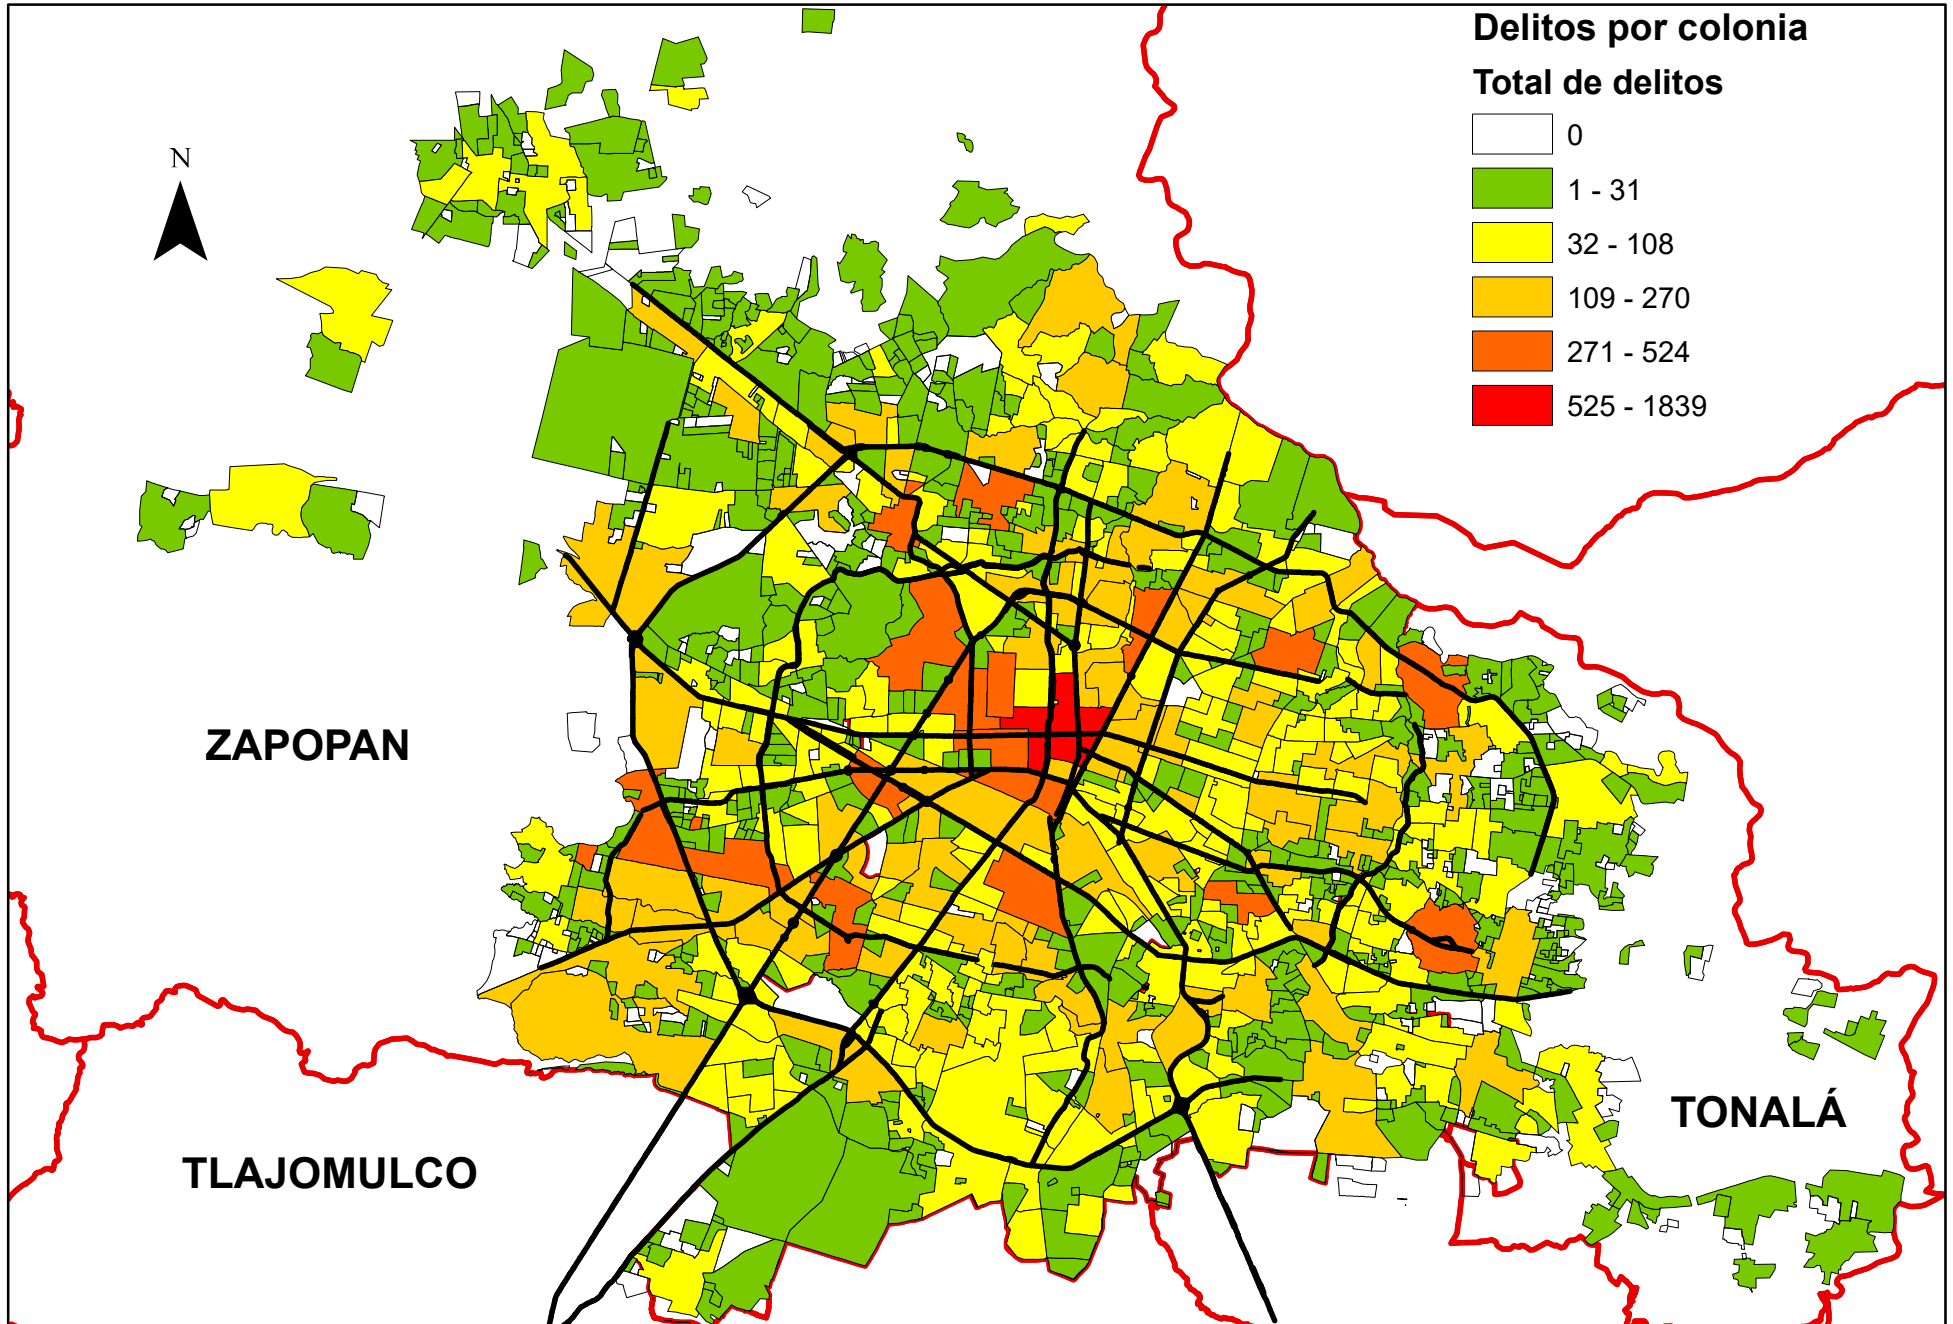 Delitos por colonia
Total de delitos
0
1 - 31
32 - 108
109 - 270
271 - 524
525 - 1839
N
ZAPOPAN
TONALÁ
TLAJOMULCO